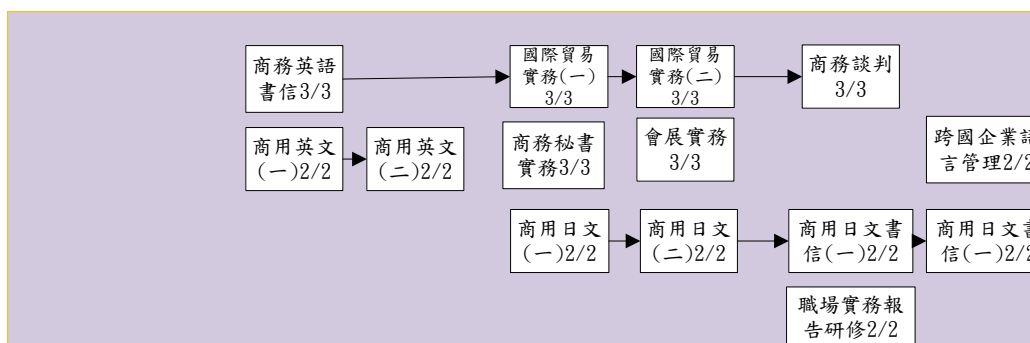 商務英語
書信3/3
國際貿易
實務(一)
3/3
國際貿易
實務(二)
3/3
商務談判
3/3
商用英文
(一)2/2
商用英文
(二)2/2
商務秘書
實務3/3
會展實務
3/3
跨國企業語
言管理2/2
商用日文
(一)2/2
商用日文
(二)2/2
商用日文書
信(一)2/2
商用日文書
信(一)2/2
職場實務報
告研修2/2